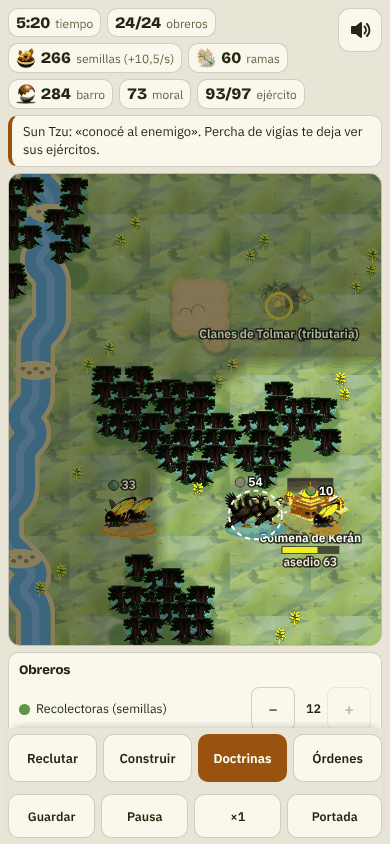 5:20 tiempo
24/24 obreros
266 semillas (+10,5/s)
60 ramas
284 barro
73 moral
93/97 ejército
Sun Tzu: «conocé al enemigo». Percha de vigías te deja ver
sus ejércitos.
Clanes de Tolmar (tributaria)
33
54
10
Colmena de Kerán
asedio 63
Obreros
Recolectoras (semillas)
−
12
+
Reclutar
Construir
Doctrinas
Órdenes
Guardar
Pausa
×1
Portada